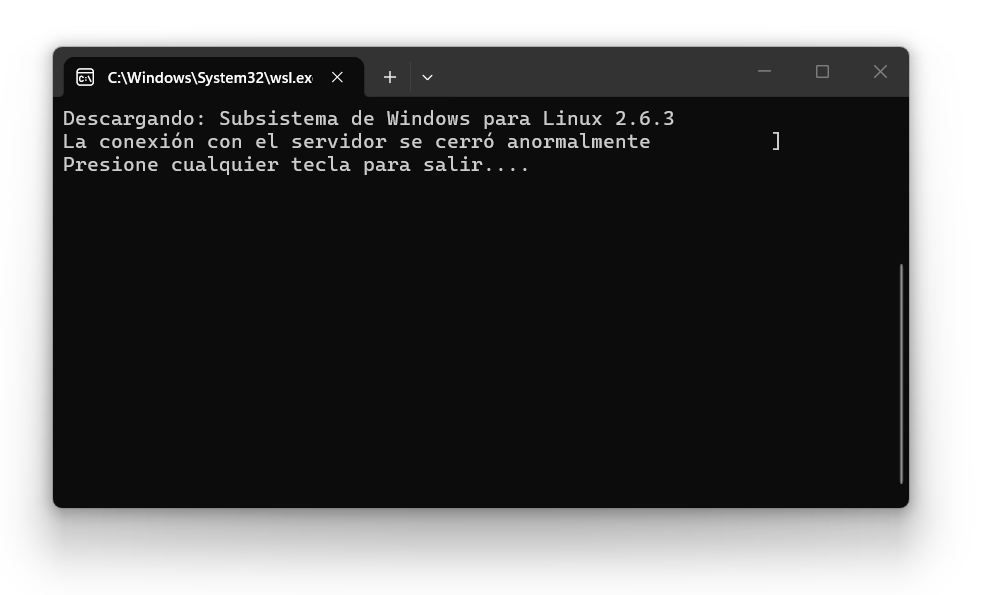 C:\Windows\System32\wsl.ex
Descargando: Subsistema de Windows para Linux 2.6.3
La conexión con el servidor se cerró anormalmente ]
Presione cualquier tecla para salir....